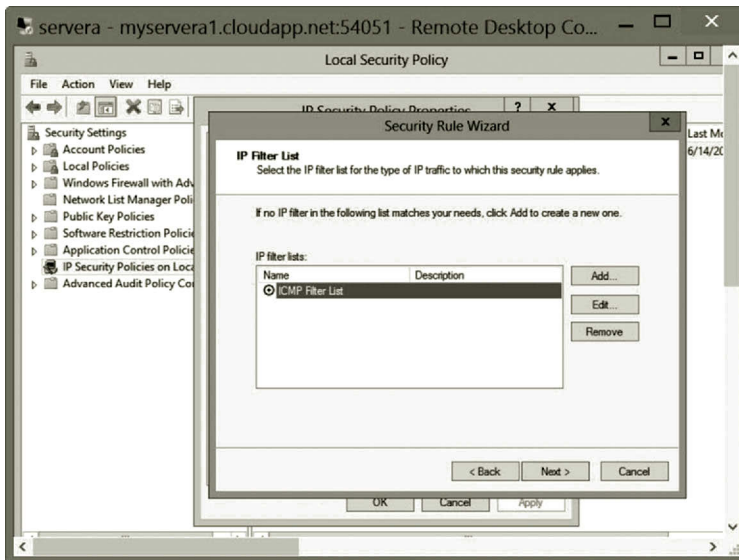 servera - myservera1.cloudapp.net:54051 - Remote Desktop Co...
Local Security Policy
File Action View Help
IP Security Policy Properties ? x
Security Rule Wizard x
Security Settings
Account Policies
Local Policies
Windows Firewall with Adv
Network List Manager Poli
Public Key Policies
Software Restriction Policie
Application Control Policie
IP Security Policies on Loca
Advanced Audit Policy Co
Last Mo
6/14/20
IP Filter List
Select the IP filter list for the type of IP traffic to which this security rule applies.
If no IP filter in the following list matches your needs, click Add to create a new one.
IP filter lists:
Name Description
ICMP Filter List
Add...
Edit...
Remove
< Back Next > Cancel
OK Cancel Apply